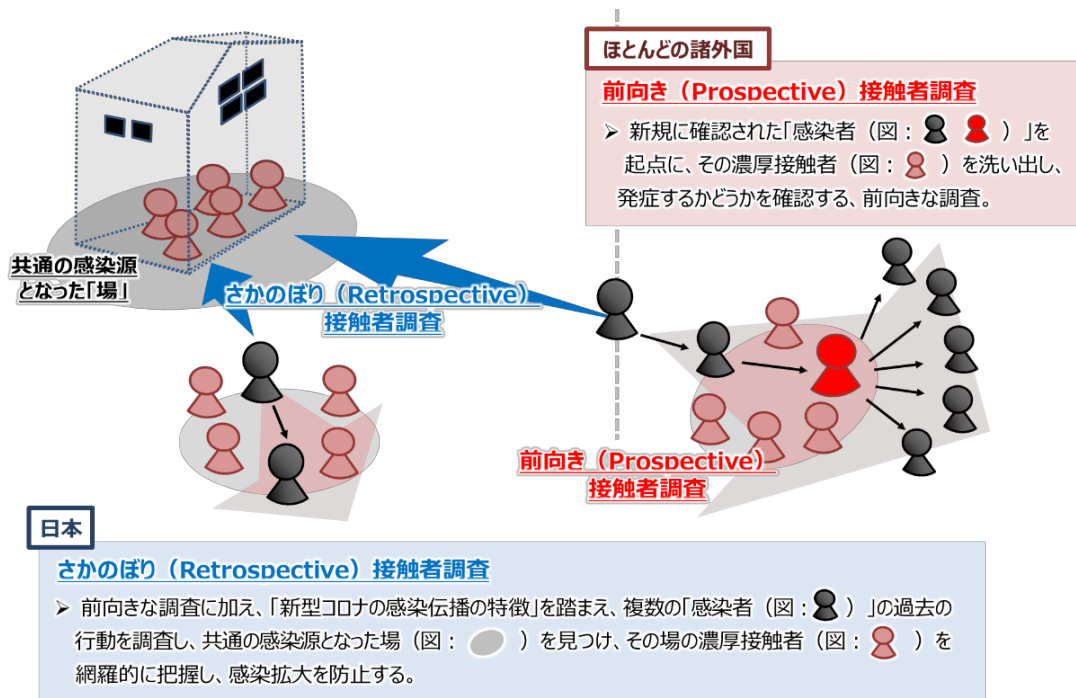 ほとんどの諸外国
前向き（Prospective）接触者調査
➢ 新規に確認された「感染者（図： ）」を
起点に、その濃厚接触者（図： ）を洗い出し、
発症するかどうかを確認する、前向きな調査。
共通の感染源
となった「場」
さかのぼり（Retrospective）
接触者調査
前向き（Prospective）
接触者調査
日本
さかのぼり（Retrospective）接触者調査
➢ 前向きな調査に加え、「新型コロナの感染伝播の特徴」を踏まえ、複数の「感染者（図： ）」の過去の
行動を調査し、共通の感染源となった場（図： ）を見つけ、その場の濃厚接触者（図： ）を
網羅的に把握し、感染拡大を防止する。